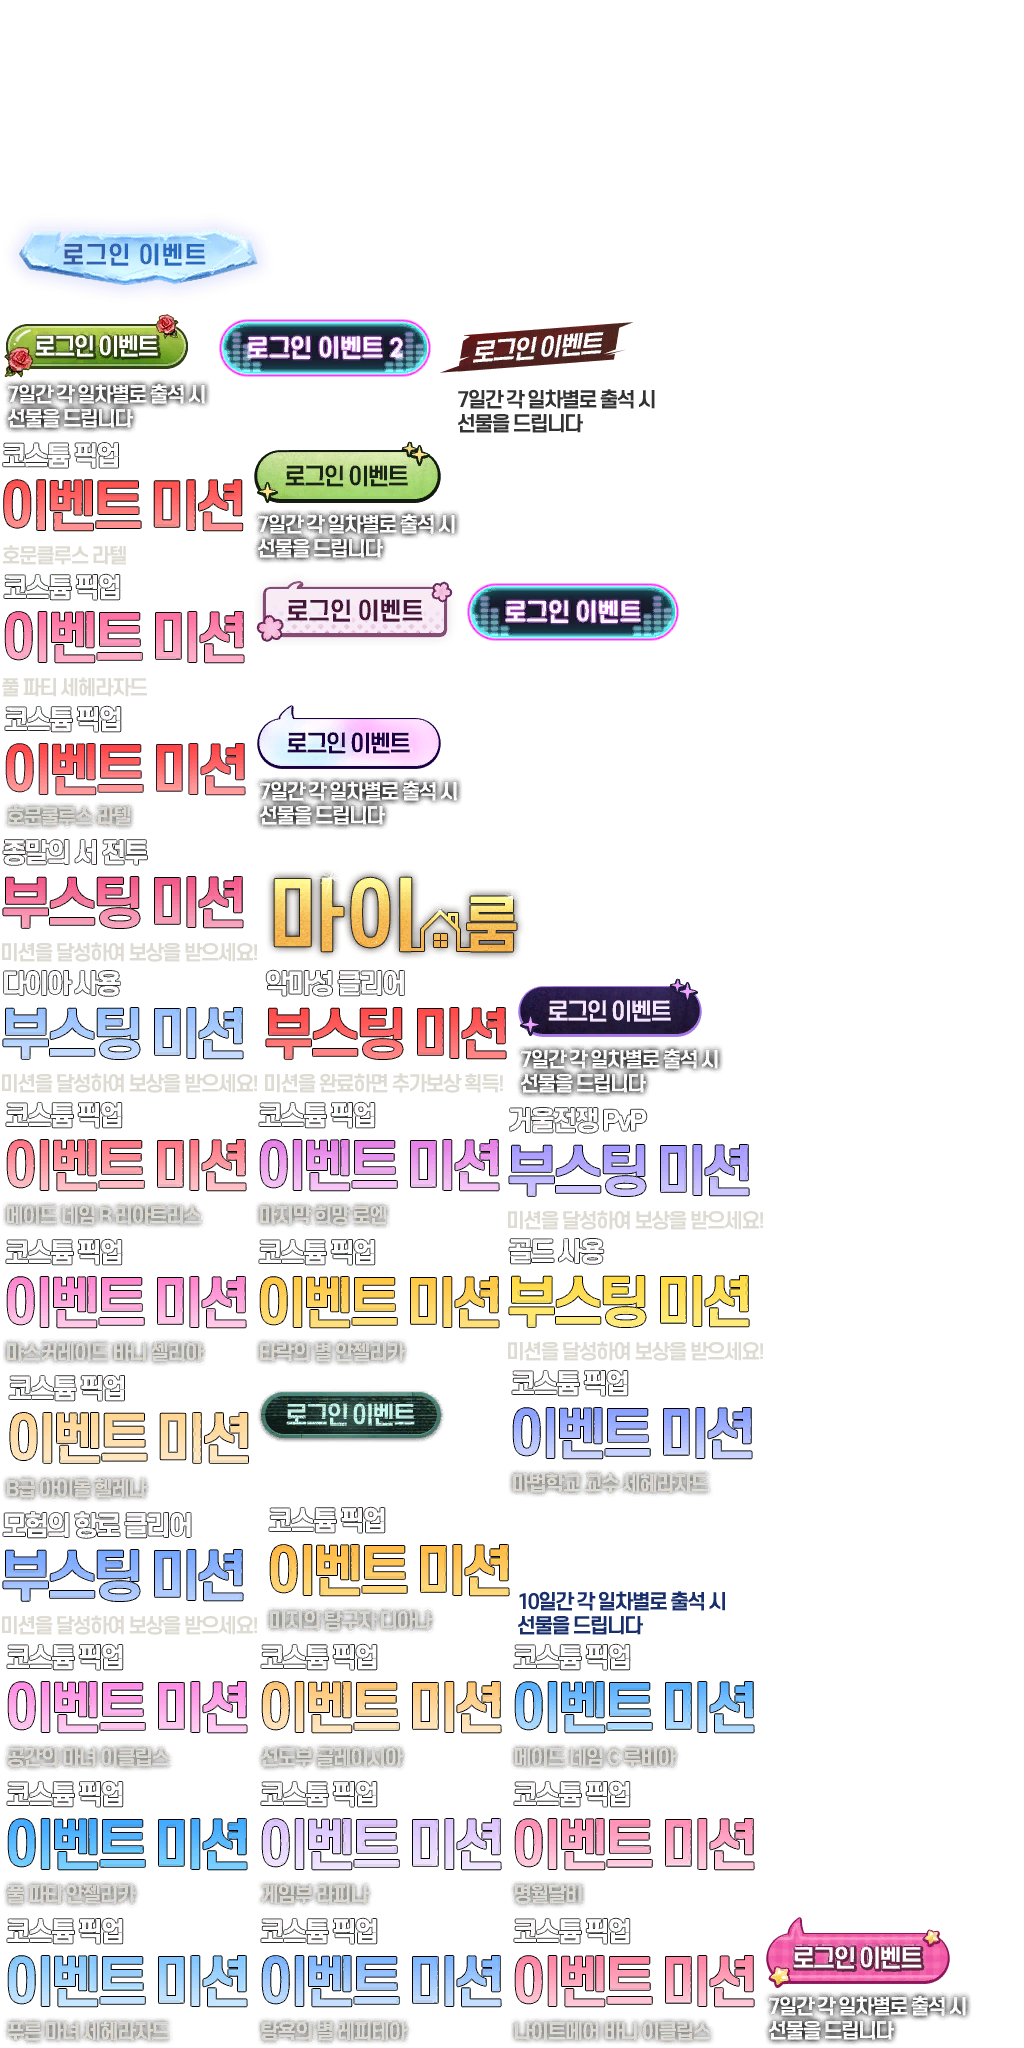 로그인 이벤트
로그인 이벤트
7일간 각 일차별로 출석 시
선물을 드립니다
로그인 이벤트 2
로그인 이벤트
7일간 각 일차별로 출석 시
선물을 드립니다
코스튬 픽업
이벤트 미션
호문클루스 라텔
로그인 이벤트
7일간 각 일차별로 출석 시
선물을 드립니다
코스튬 픽업
이벤트 미션
풀 파티 세헤라자드
로그인 이벤트
로그인 이벤트
코스튬 픽업
이벤트 미션
호문쿨루스 라텔
로그인 이벤트
7일간 각 일차별로 출석 시
선물을 드립니다
종말의 서 전투
부스팅 미션
미션을 달성하여 보상을 받으세요!
마이룸
다이아 사용
부스팅 미션
미션을 달성하여 보상을 받으세요!
악마성 클리어
부스팅 미션
미션을 완료하면 추가보상 획득!
로그인 이벤트
7일간 각 일차별로 출석 시
선물을 드립니다
코스튬 픽업
이벤트 미션
메이드 네임 R 리아트리스
코스튬 픽업
이벤트 미션
마지막 희망 로엔
거울전쟁 PvP
부스팅 미션
미션을 달성하여 보상을 받으세요!
코스튬 픽업
이벤트 미션
마스커레이드 바니 셀리아
코스튬 픽업
이벤트 미션
타락의 별 안젤리카
골드 사용
부스팅 미션
미션을 달성하여 보상을 받으세요!
코스튬 픽업
이벤트 미션
B급 아이돌 헬레나
로그인 이벤트
코스튬 픽업
이벤트 미션
마법학교 교수 세헤라자드
모험의 항로 클리어
부스팅 미션
미션을 달성하여 보상을 받으세요!
코스튬 픽업
이벤트 미션
미지의 탐구자 디아나
10일간 각 일차별로 출석 시
선물을 드립니다
코스튬 픽업
이벤트 미션
공간의 마녀 이클립스
코스튬 픽업
이벤트 미션
선도부 글레이시아
코스튬 픽업
이벤트 미션
메이드 네임 C 루비아
코스튬 픽업
이벤트 미션
풀 파티 안젤리카
코스튬 픽업
이벤트 미션
게임부 라피나
코스튬 픽업
이벤트 미션
명월달비
코스튬 픽업
이벤트 미션
푸른 마녀 세헤라자드
코스튬 픽업
이벤트 미션
탐욕의 별 레피테아
코스튬 픽업
이벤트 미션
나이트메어 바니 이클립스
로그인 이벤트
7일간 각 일차별로 출석 시
선물을 드립니다